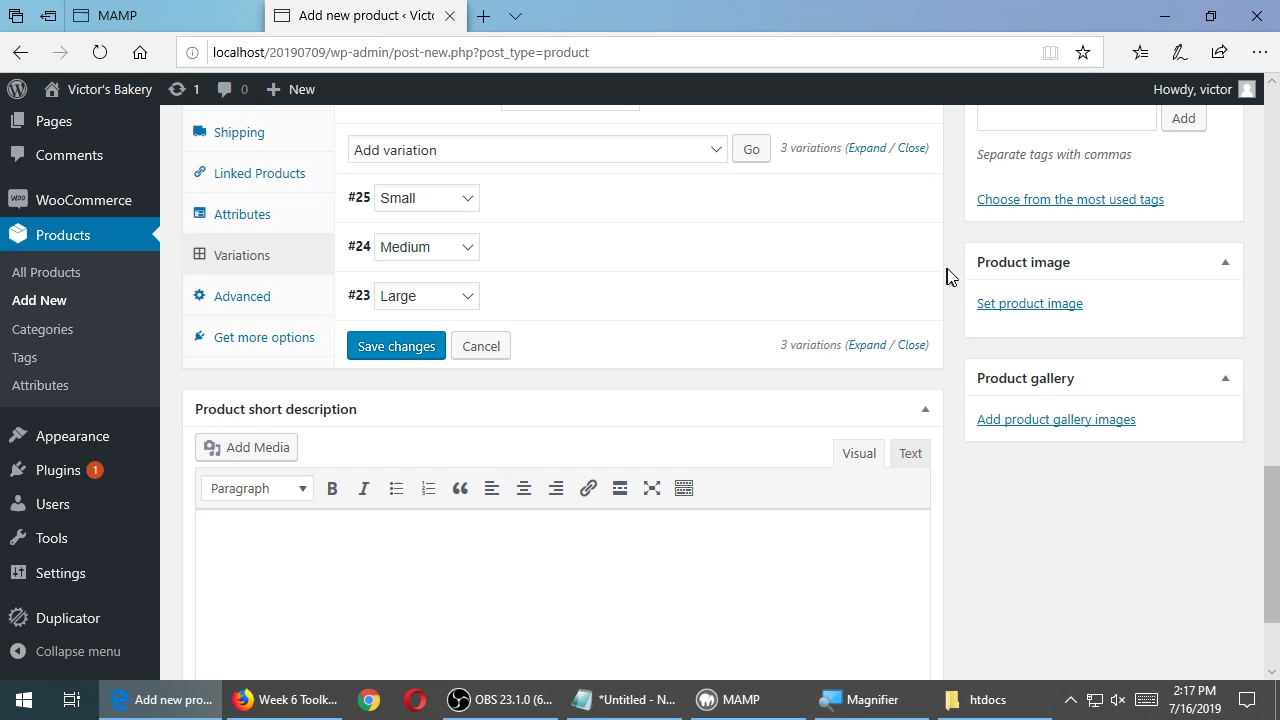 MAMP
Add new product ‹ Victo
localhost/20190709/wp-admin/post-new.php?post_type=product
Victor's Bakery
1
0
New
Howdy, victor
Pages
Comments
WooCommerce
Products
All Products
Add New
Categories
Tags
Attributes
Appearance
Plugins 1
Users
Tools
Settings
Duplicator
Collapse menu
Shipping
Linked Products
Attributes
Variations
Advanced
Get more options
Add variation
Go
3 variations (Expand / Close)
#25 Small
#24 Medium
#23 Large
Save changes
Cancel
3 variations (Expand / Close)
Product short description
Add Media
Visual
Text
Paragraph
B
I
Add
Separate tags with commas
Choose from the most used tags
Product image
Set product image
Product gallery
Add product gallery images
Add new pro...
Week 6 Toolk...
OBS 23.1.0 (6...
*Untitled - N...
MAMP
Magnifier
htdocs
2:17 PM
7/16/2019